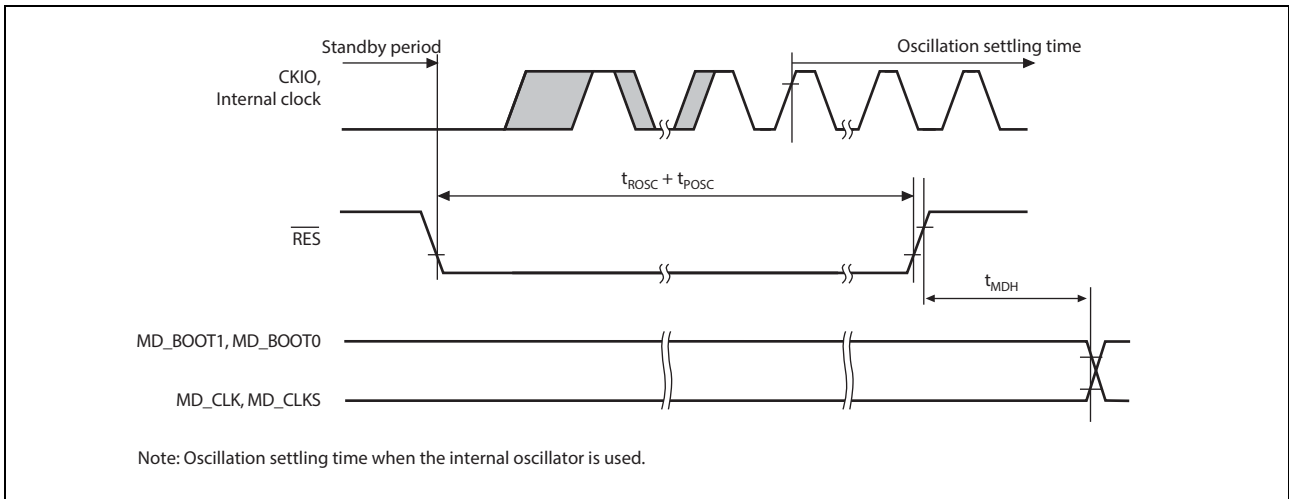 Standby period
Oscillation settling time
CKIO,
Internal clock
tROSC + tPOSC
RES
tMDH
MD_BOOT1, MD_BOOT0
MD_CLK, MD_CLKS
Note: Oscillation settling time when the internal oscillator is used.